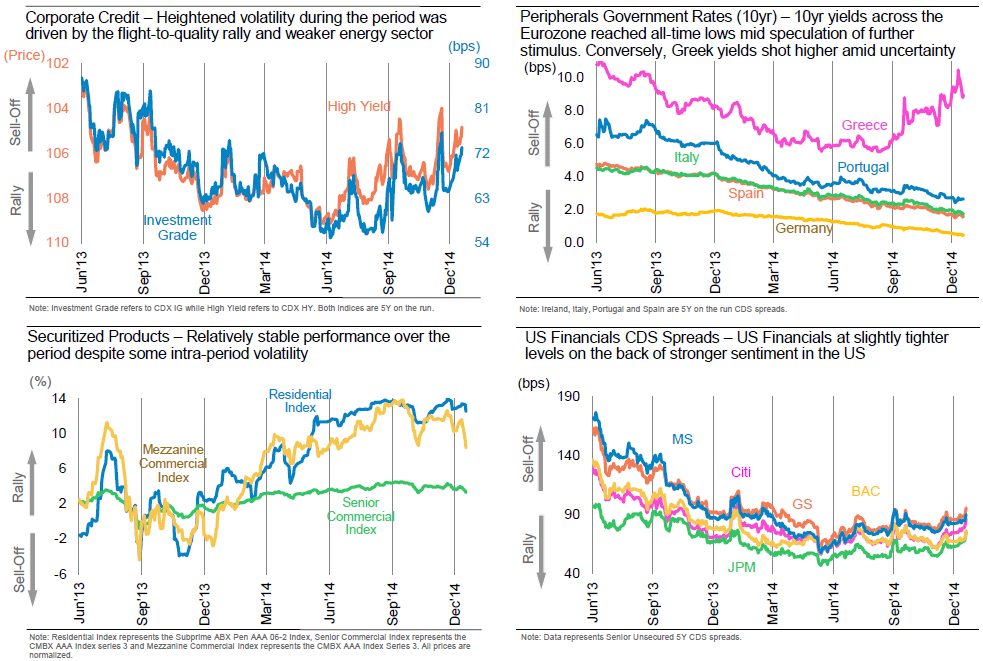 Corporate Credit – Heightened volatility during the period was
driven by the flight-to-quality rally and weaker energy sector
(Price)
(bps)
102
104
106
108
110
90
81
72
63
54
Sell-Off
Rally
High Yield
Investment
Grade
Jun'13
Sep'13
Dec'13
Mar'14
Jun'14
Sep'14
Dec'14
Note: Investment Grade refers to CDX IG while High Yield refers to CDX HY. Both indices are 5Y on the run.
Peripherals Government Rates (10yr) – 10yr yields across the
Eurozone reached all-time lows mid speculation of further
stimulus. Conversely, Greek yields shot higher amid uncertainty
(bps)
10.0
8.0
6.0
4.0
2.0
0.0
Sell-Off
Rally
Greece
Portugal
Italy
Spain
Germany
Jun'13
Sep'13
Dec'13
Mar'14
Jun'14
Sep'14
Dec'14
Note: Ireland, Italy, Portugal and Spain are 5Y on the run CDS spreads.
Securitized Products – Relatively stable performance over the
period despite some intra-period volatility
(%)
14
10
6
2
-2
-6
Rally
Sell-Off
Residential
Index
Mezzanine
Commercial
Index
Senior
Commercial
Index
Jun'13
Sep'13
Dec'13
Mar'14
Jun'14
Sep'14
Dec'14
Note: Residential Index represents the Subprime ABX Pen AAA 06-2 Index, Senior Commercial Index represents the
CMBX AAA Index series 3 and Mezzanine Commercial Index represents the CMBX AAA Index Series 3. All prices are
normalized.
US Financials CDS Spreads – US Financials at slightly tighter
levels on the back of stronger sentiment in the US
(bps)
190
140
90
40
Sell-Off
Rally
MS
Citi
GS
BAC
JPM
Jun'13
Sep'13
Dec'13
Mar'14
Jun'14
Sep'14
Dec'14
Note: Data represents Senior Unsecured 5Y CDS spreads.